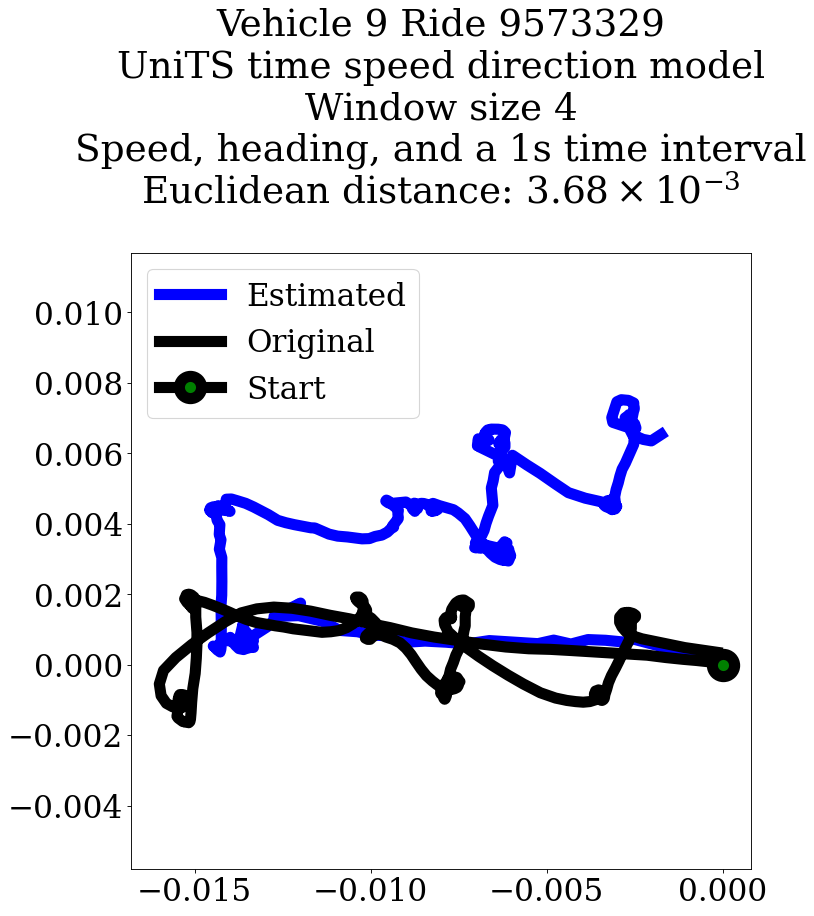 Vehicle 9 Ride 9573329
UniTS time speed direction model
Window size 4
Speed, heading, and a 1s time interval
Euclidean distance: 3.68 × 10⁻³
Estimated
Original
Start
0.010
0.008
0.006
0.004
0.002
0.000
−0.002
−0.004
−0.015 −0.010 −0.005 0.000